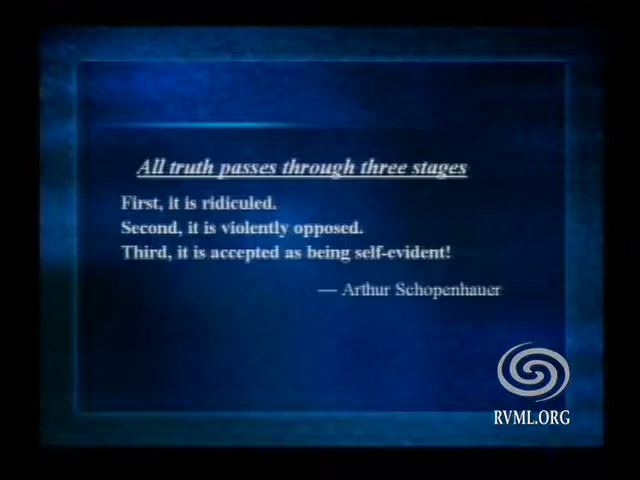 All truth passes through three stages
First, it is ridiculed.
Second, it is violently opposed.
Third, it is accepted as being self-evident!
— Arthur Schopenhauer
RVML.ORG